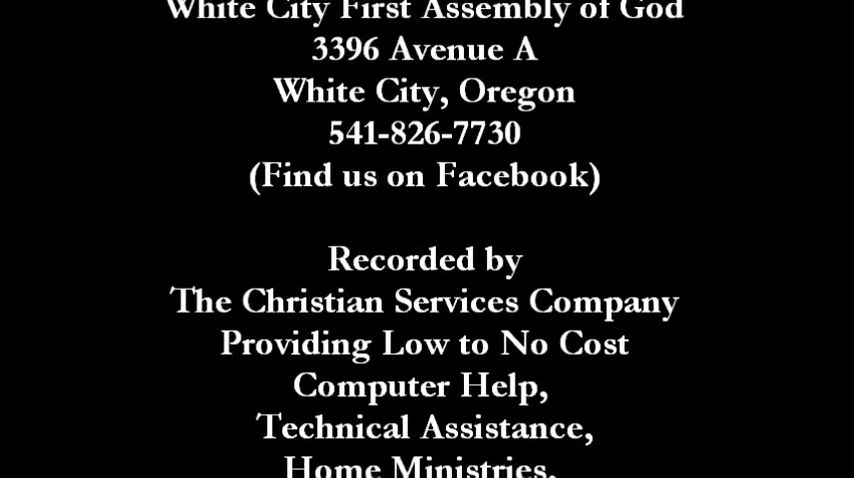 White City First Assembly of God
3396 Avenue A
White City, Oregon
541-826-7730
(Find us on Facebook)
Recorded by
The Christian Services Company
Providing Low to No Cost
Computer Help,
Technical Assistance,
Home Ministries,